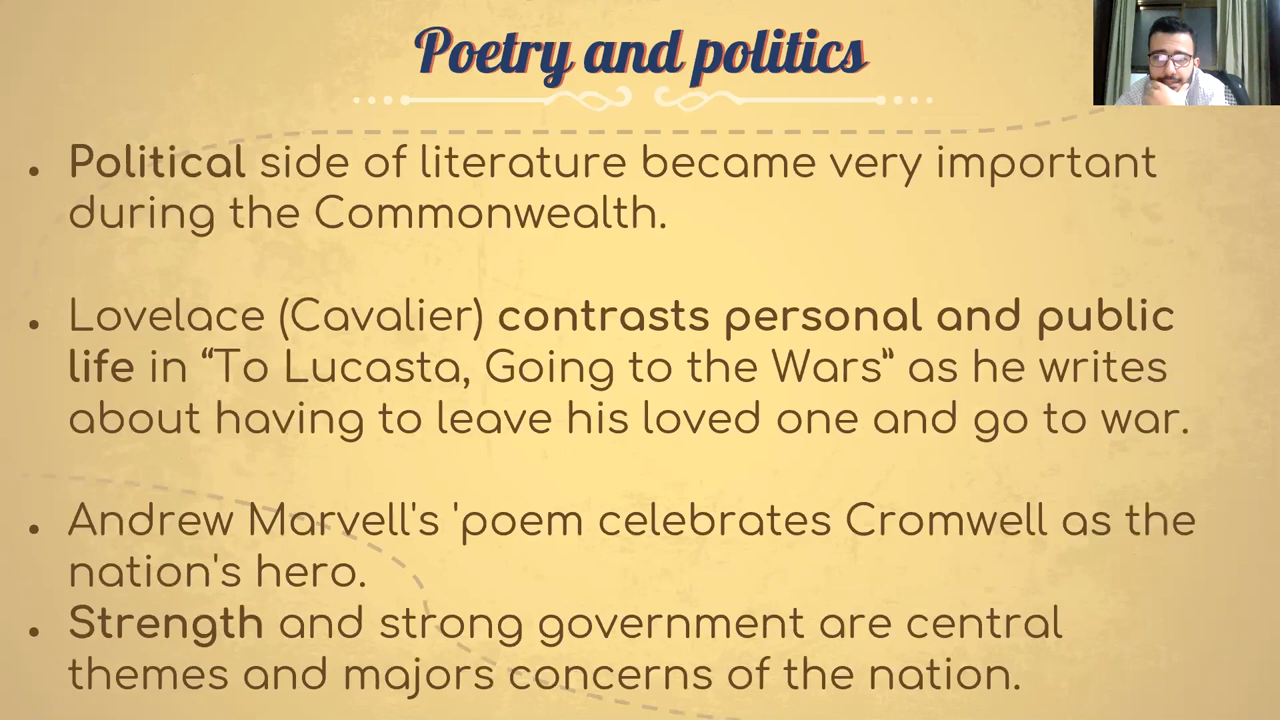 Poetry and politics
• Political side of literature became very important
during the Commonwealth.
• Lovelace (Cavalier) contrasts personal and public
life in “To Lucasta, Going to the Wars” as he writes
about having to leave his loved one and go to war.
• Andrew Marvell's 'poem celebrates Cromwell as the
nation's hero.
• Strength and strong government are central
themes and majors concerns of the nation.